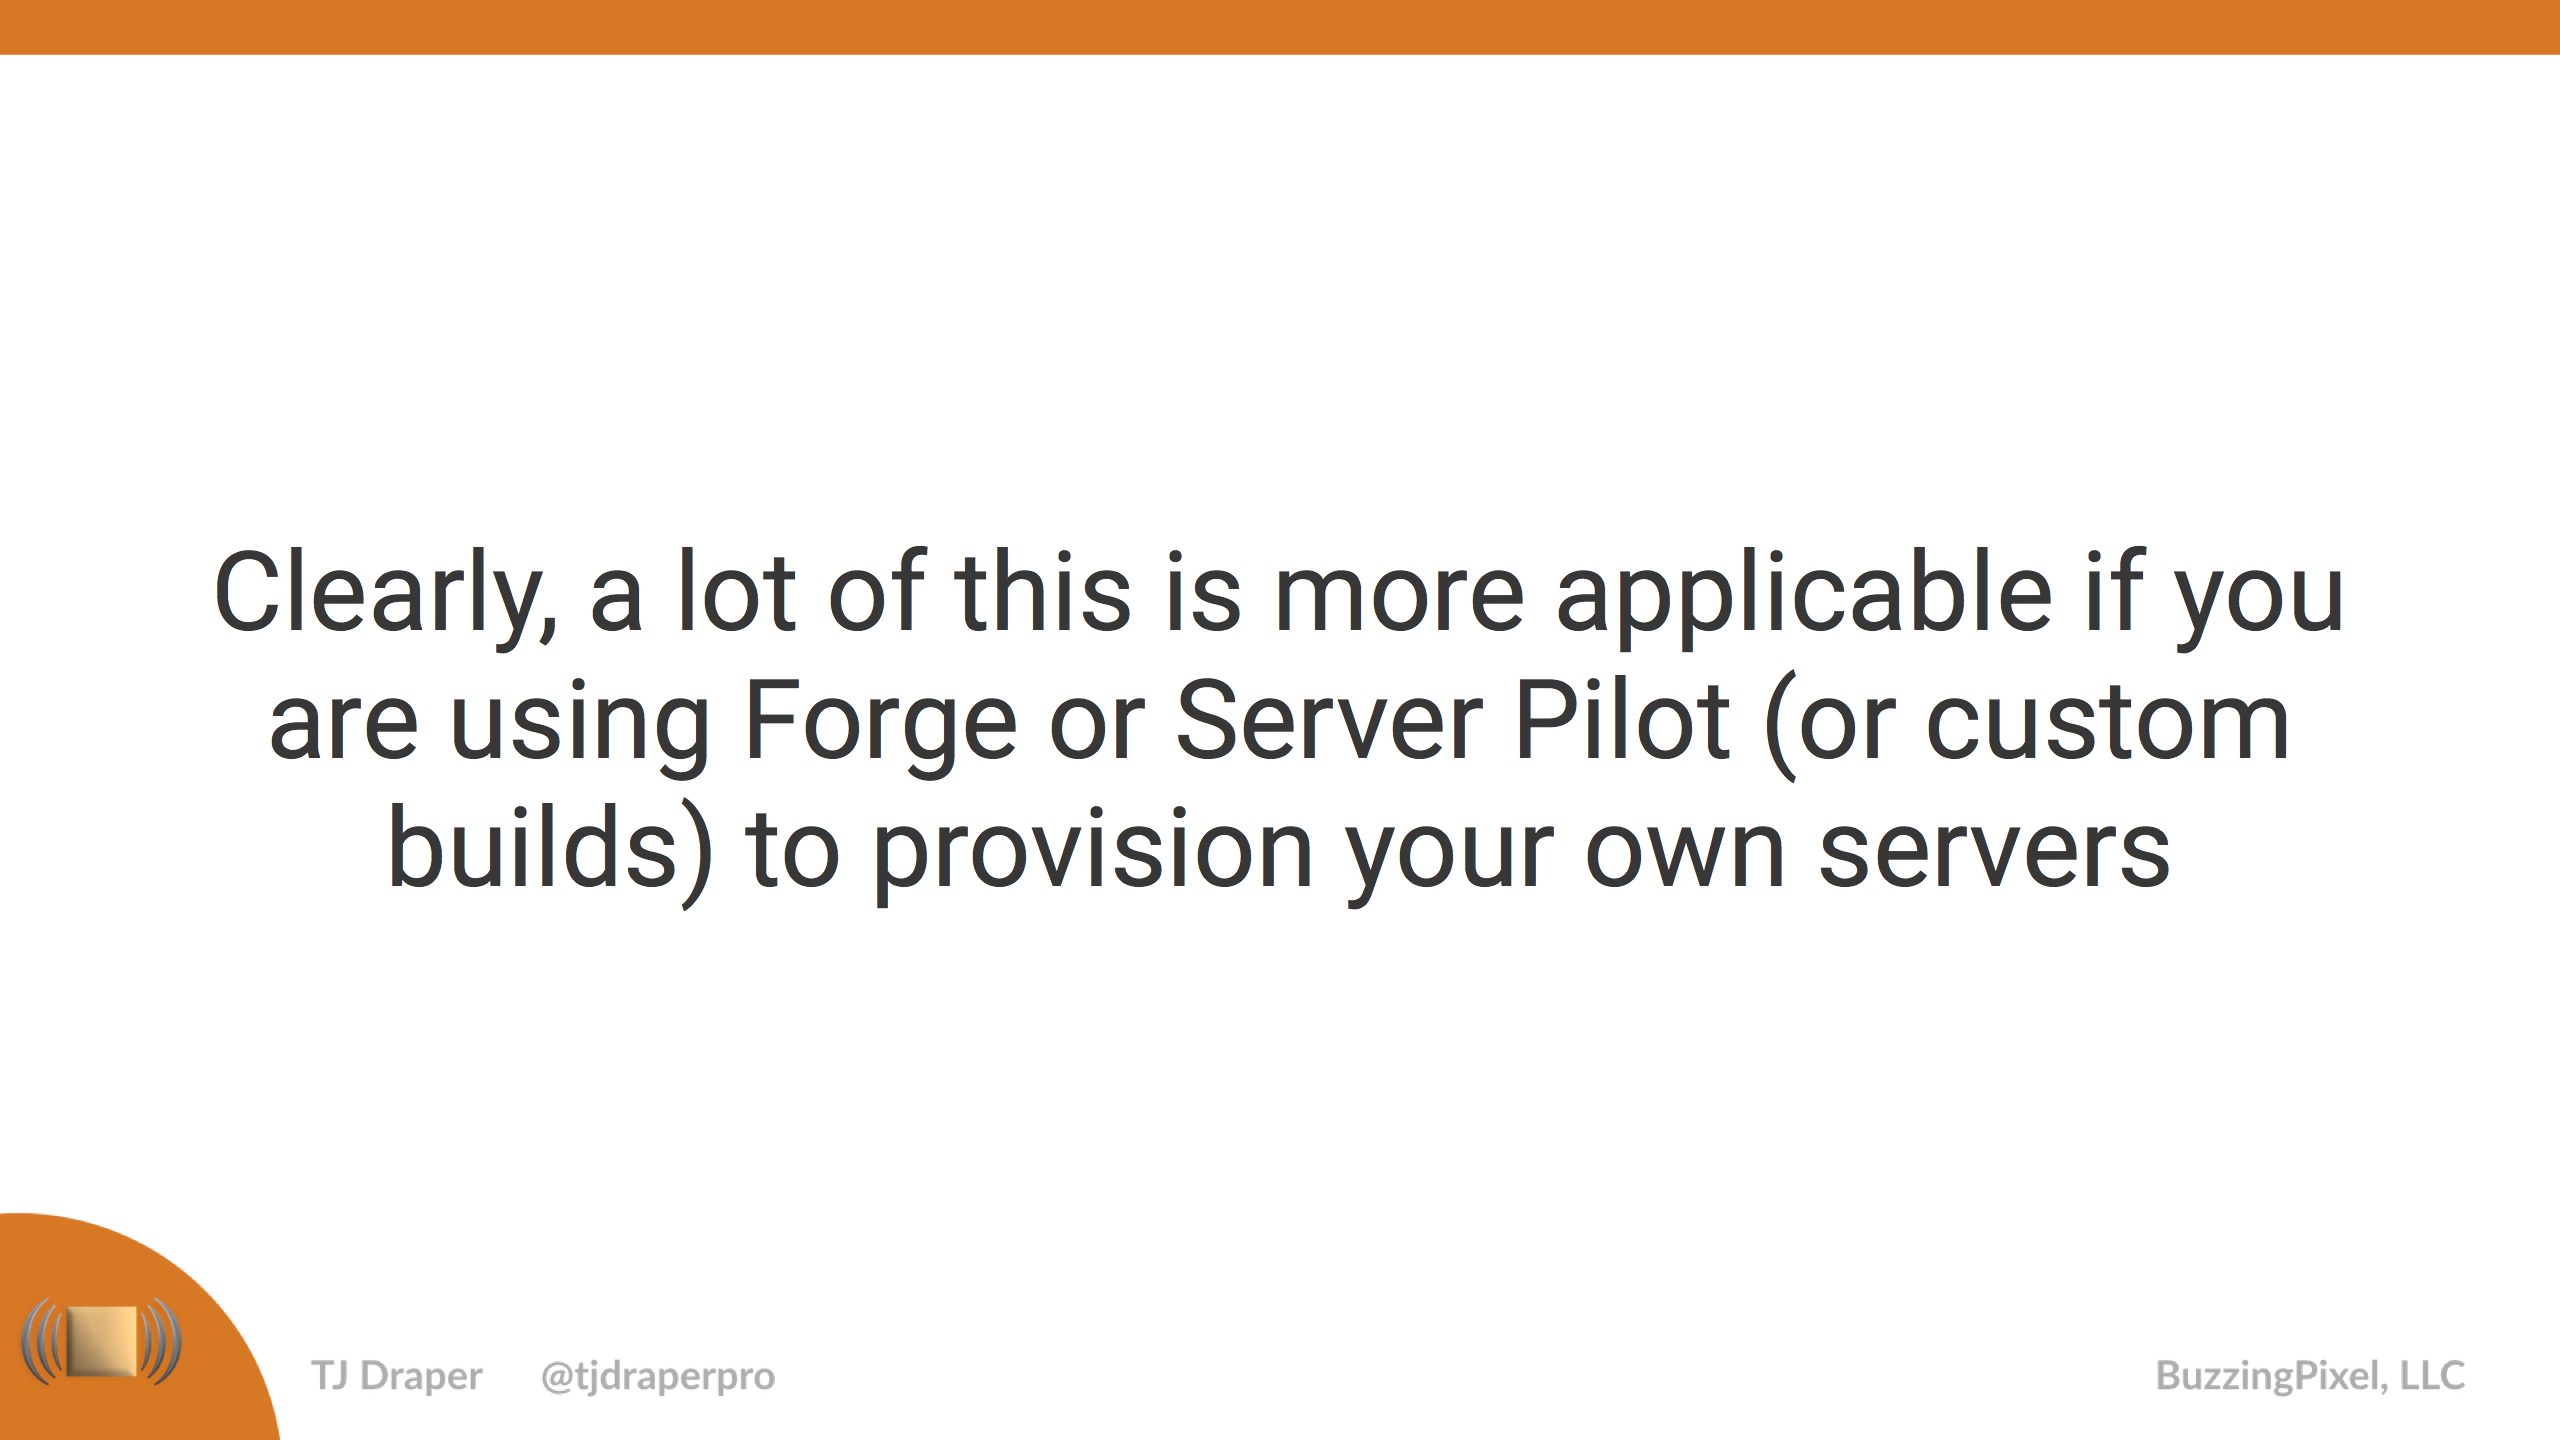 Clearly, a lot of this is more applicable if you
are using Forge or Server Pilot (or custom
builds) to provision your own servers
TJ Draper @tjdraperpro
BuzzingPixel, LLC